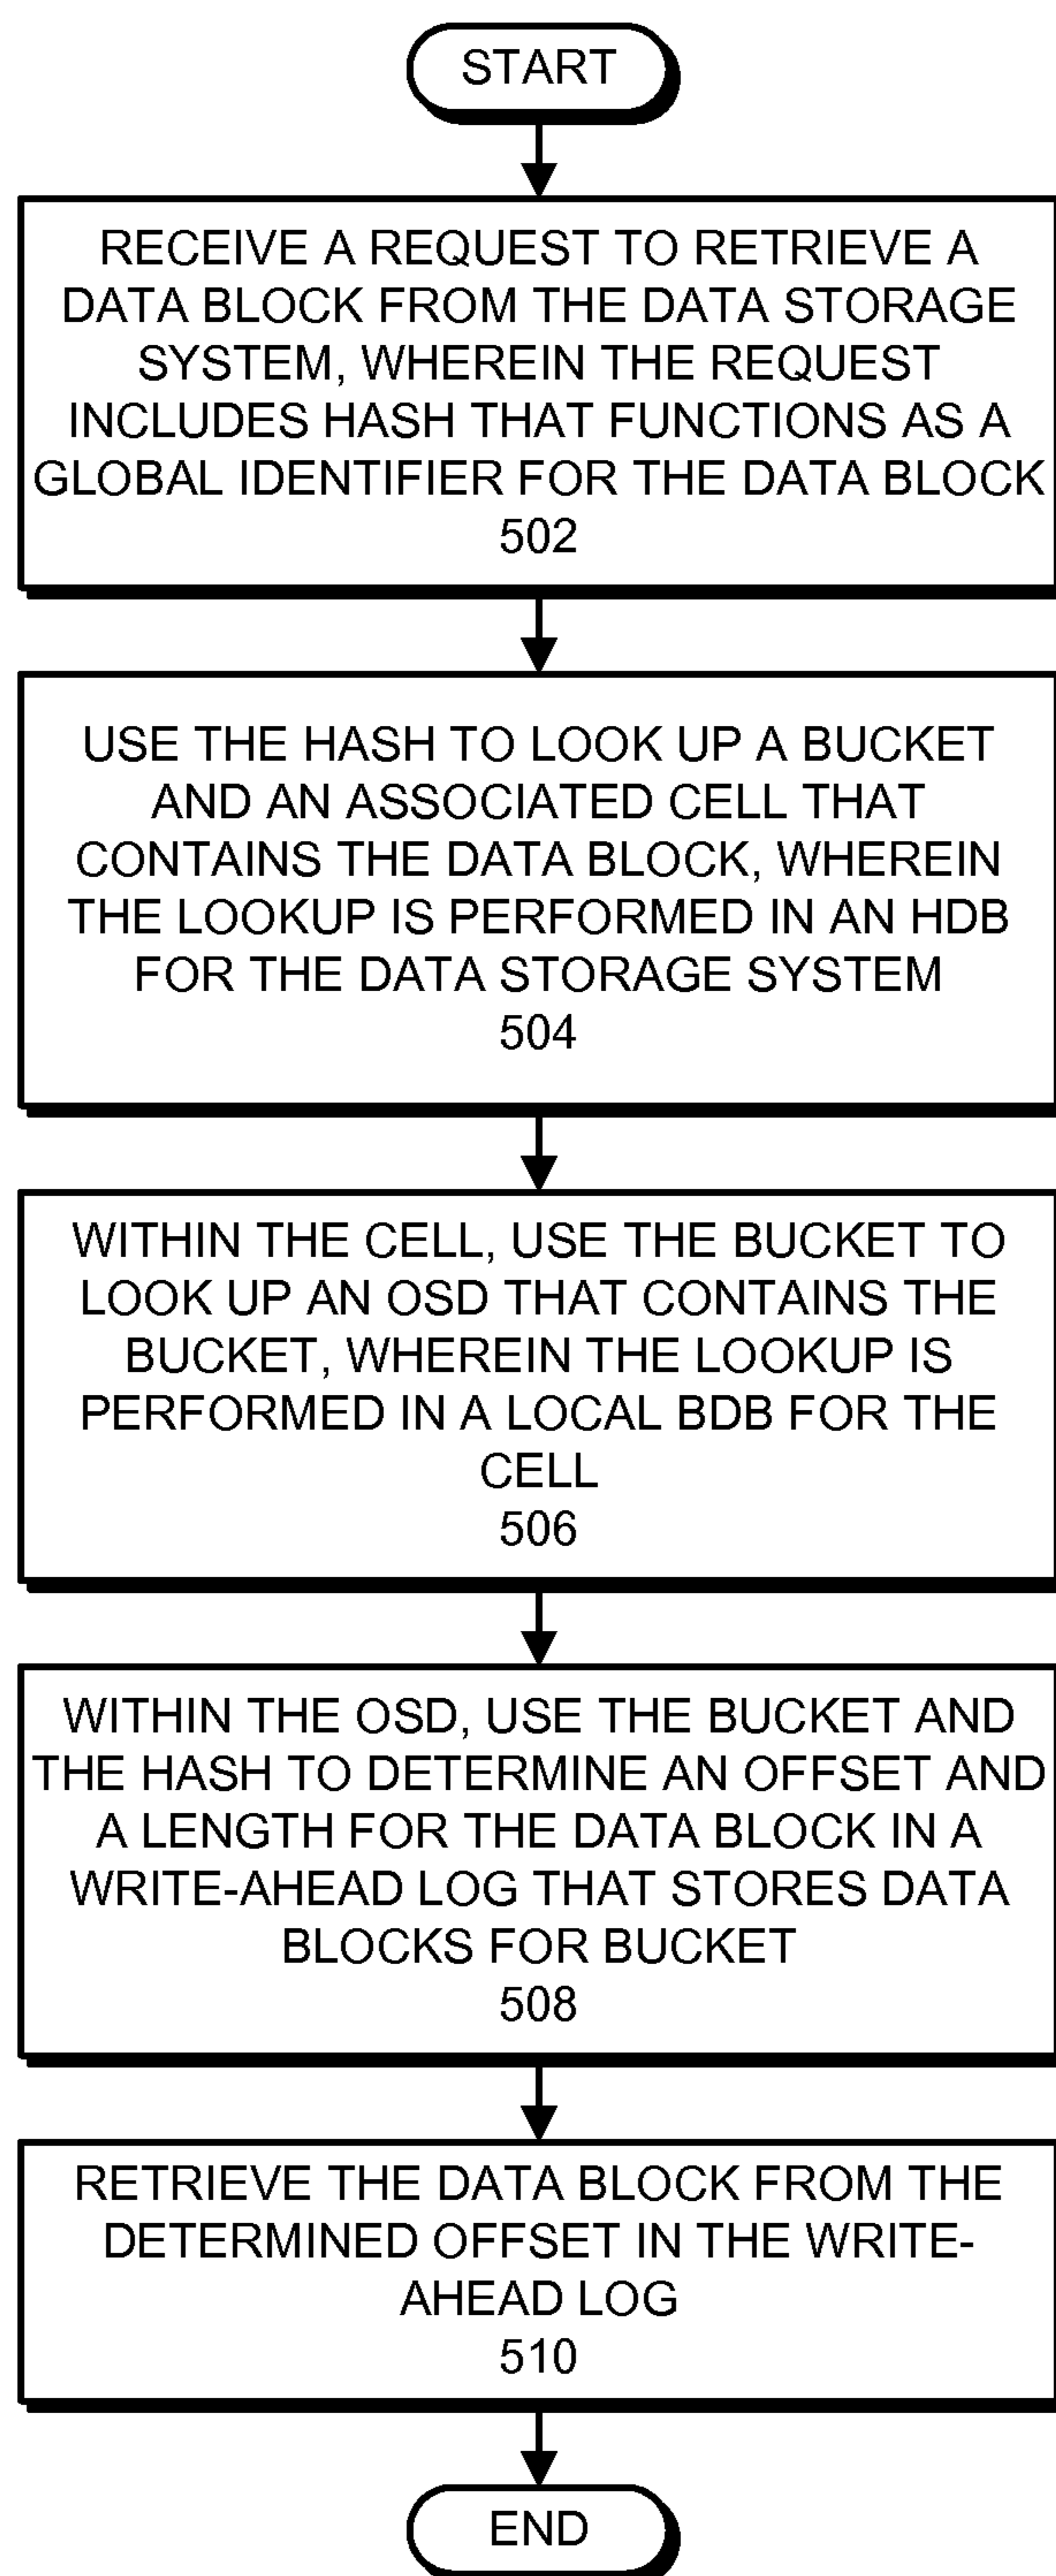 START
RECEIVE A REQUEST TO RETRIEVE A
DATA BLOCK FROM THE DATA STORAGE
SYSTEM, WHEREIN THE REQUEST
INCLUDES HASH THAT FUNCTIONS AS A
GLOBAL IDENTIFIER FOR THE DATA BLOCK
502
USE THE HASH TO LOOK UP A BUCKET
AND AN ASSOCIATED CELL THAT
CONTAINS THE DATA BLOCK, WHEREIN
THE LOOKUP IS PERFORMED IN AN HDB
FOR THE DATA STORAGE SYSTEM
504
WITHIN THE CELL, USE THE BUCKET TO
LOOK UP AN OSD THAT CONTAINS THE
BUCKET, WHEREIN THE LOOKUP IS
PERFORMED IN A LOCAL BDB FOR THE
CELL
506
WITHIN THE OSD, USE THE BUCKET AND
THE HASH TO DETERMINE AN OFFSET AND
A LENGTH FOR THE DATA BLOCK IN A
WRITE-AHEAD LOG THAT STORES DATA
BLOCKS FOR BUCKET
508
RETRIEVE THE DATA BLOCK FROM THE
DETERMINED OFFSET IN THE WRITE-
AHEAD LOG
510
END